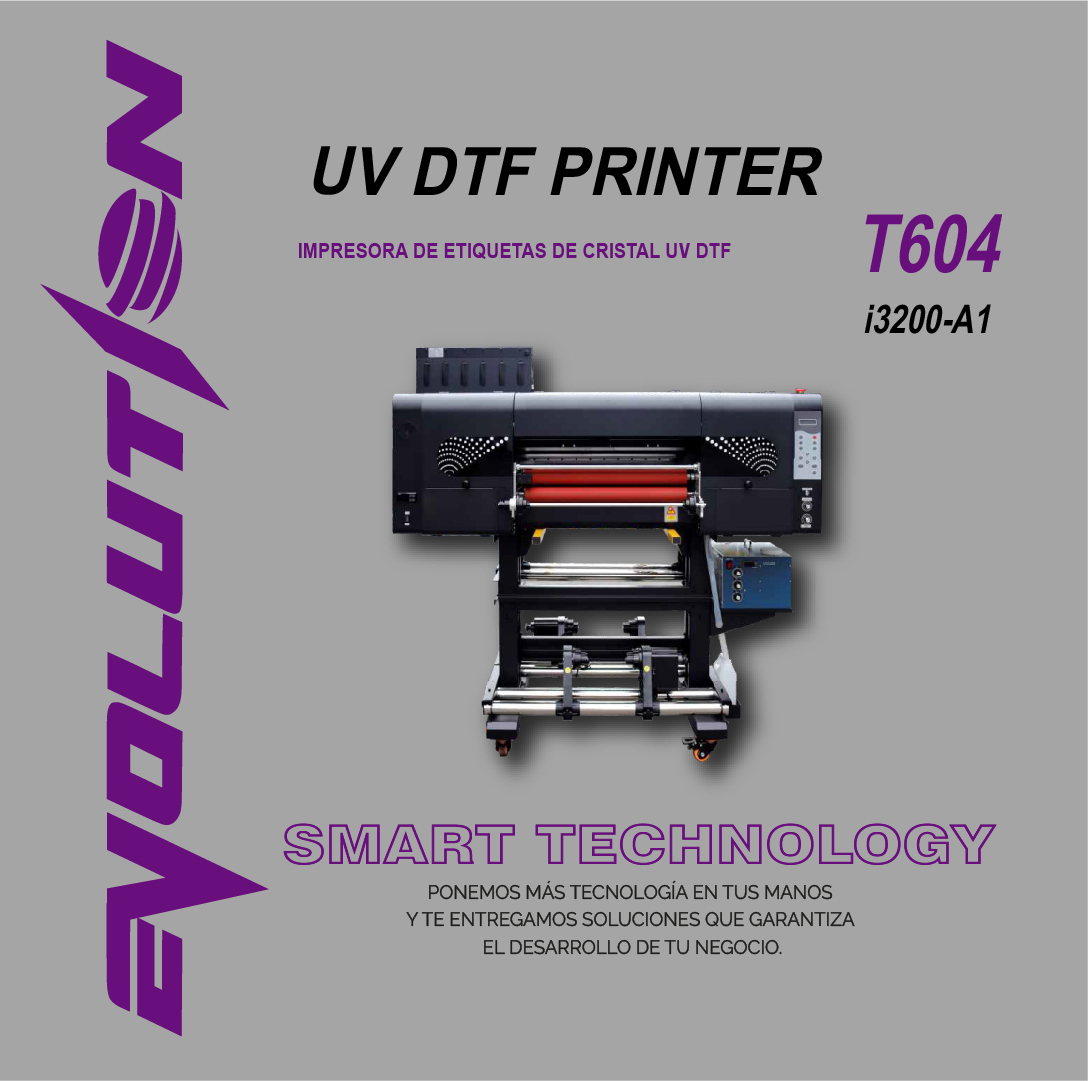 EVOLUTION
UV DTF PRINTER
IMPRESORA DE ETIQUETAS DE CRISTAL UV DTF
T604
i3200-A1
SMART TECHNOLOGY
PONEMOS MÁS TECNOLOGÍA EN TUS MANOS
Y TE ENTREGAMOS SOLUCIONES QUE GARANTIZA
EL DESARROLLO DE TU NEGOCIO.